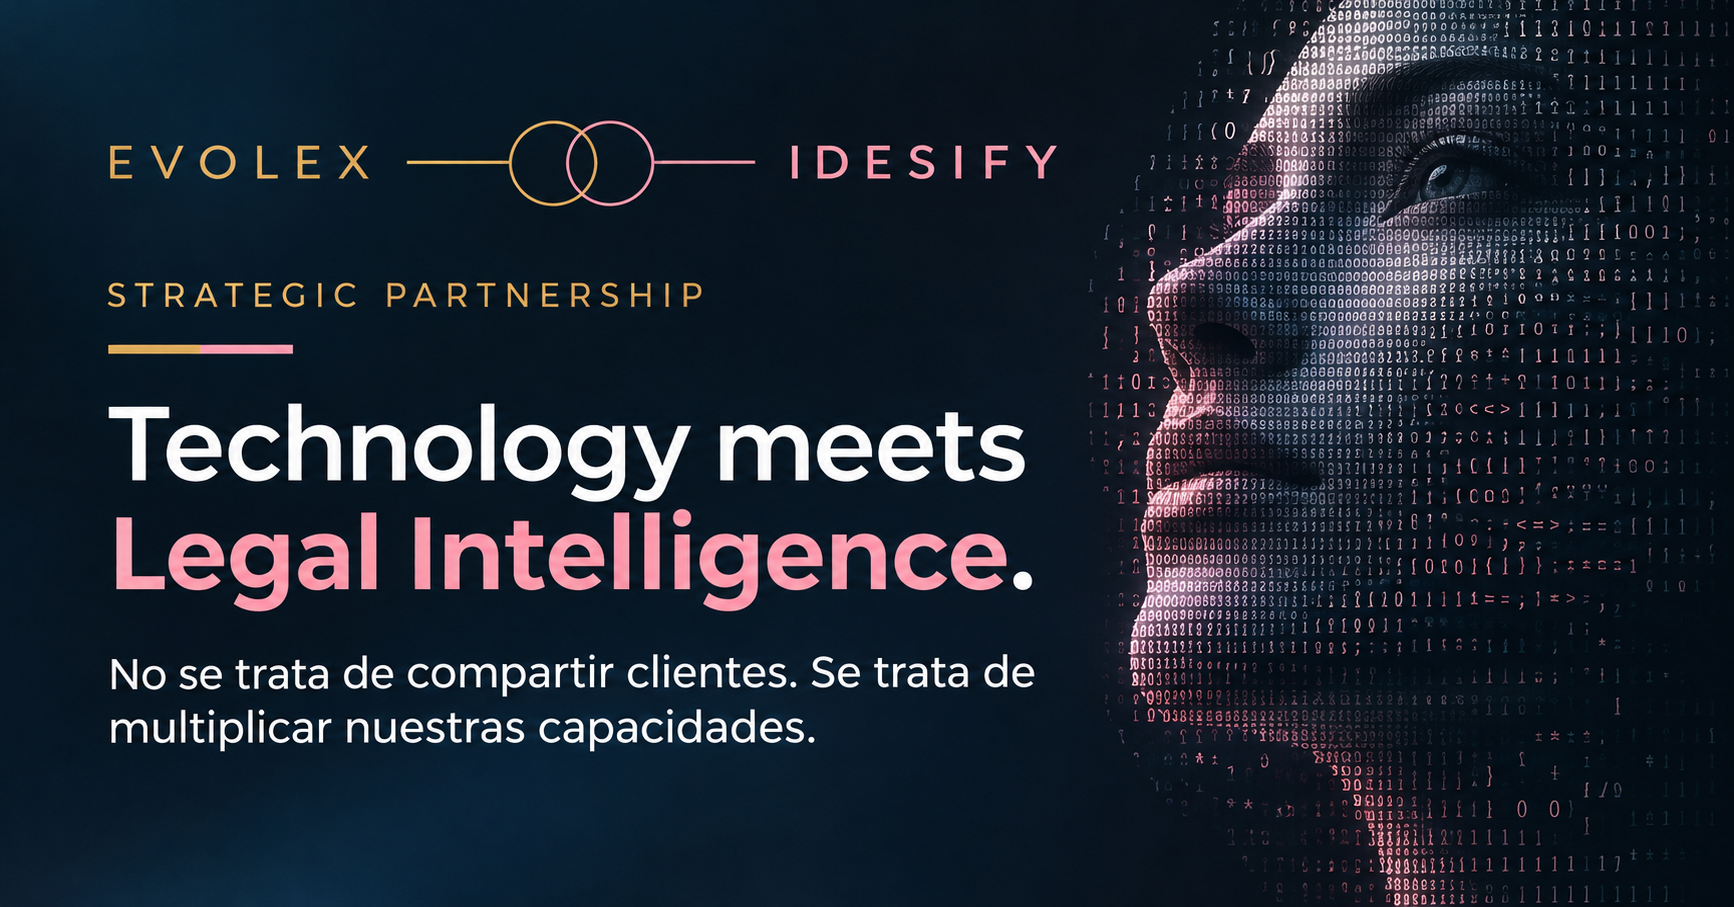 EVOLEX IDESIFY
STRATEGIC PARTNERSHIP
Technology meets
Legal Intelligence.
No se trata de compartir clientes. Se trata de
multiplicar nuestras capacidades.